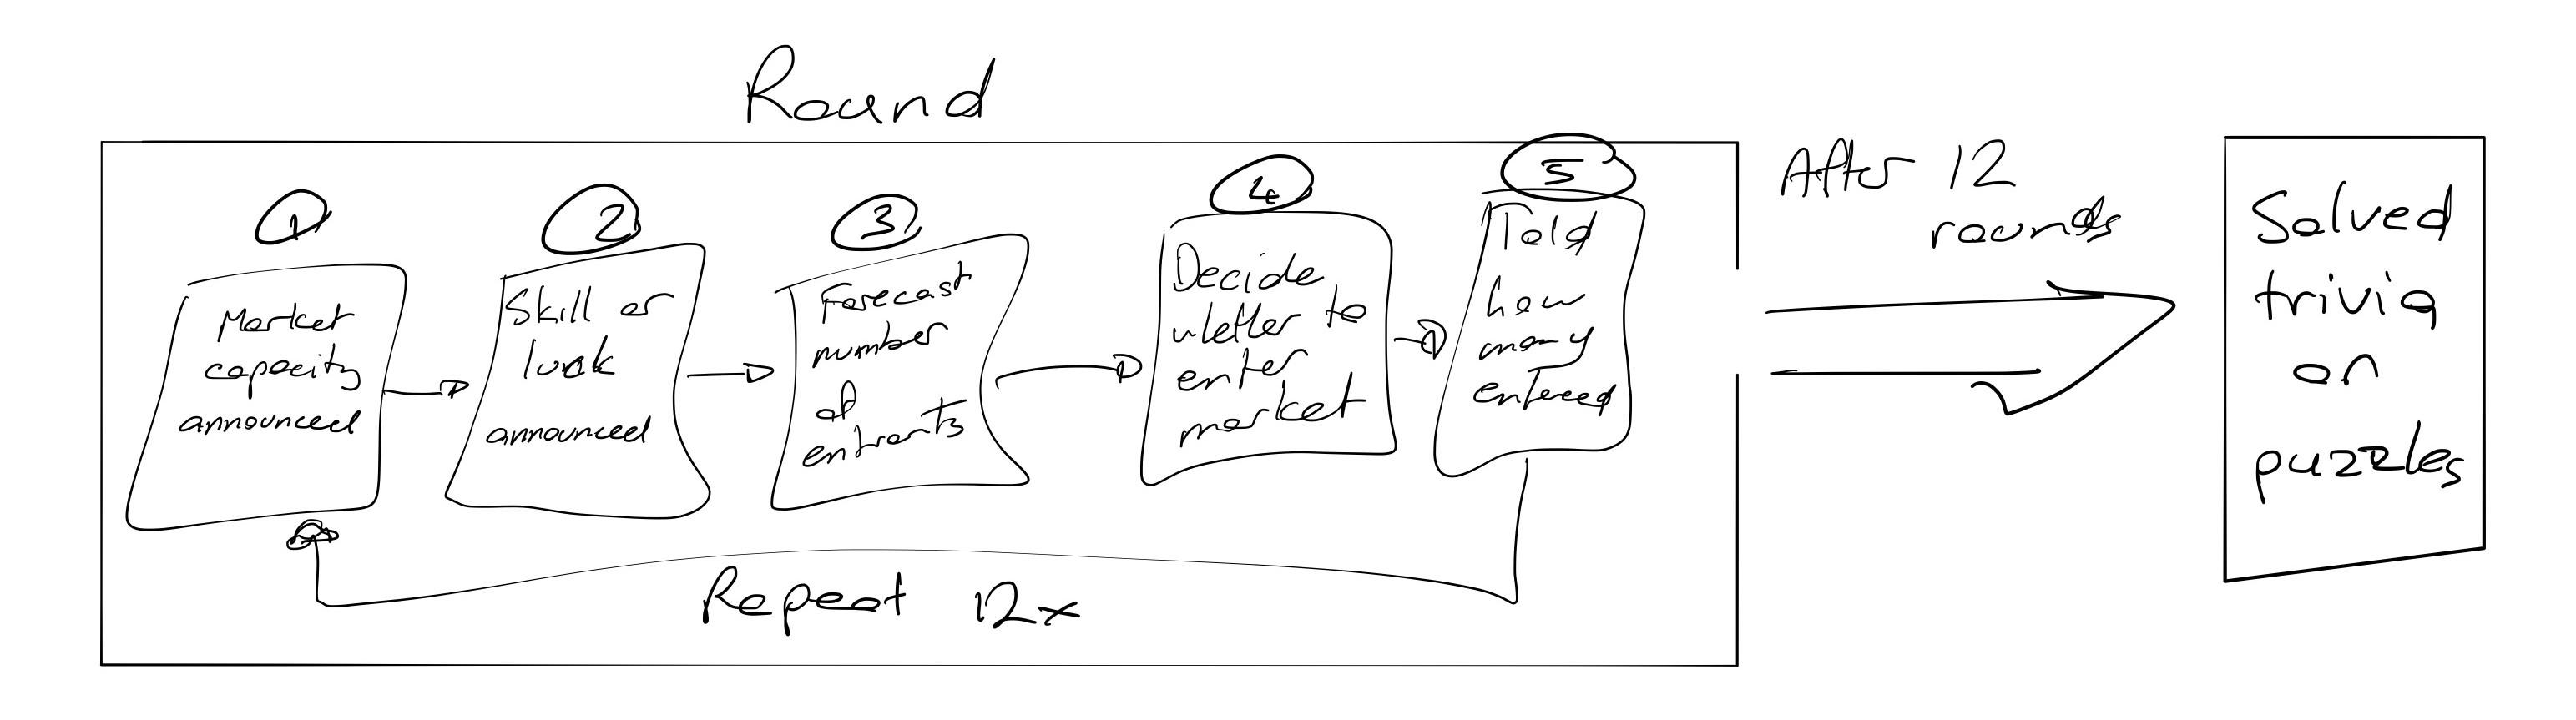 Round
1
Market
capacity
announced
2
Skill or
luck
announced
3
Forecast
number
of
entrants
4
Decide
whether to
enter
market
5
Told
how
many
entered
Repeat 12x
After 12
rounds
Solved
trivia
or
puzzles